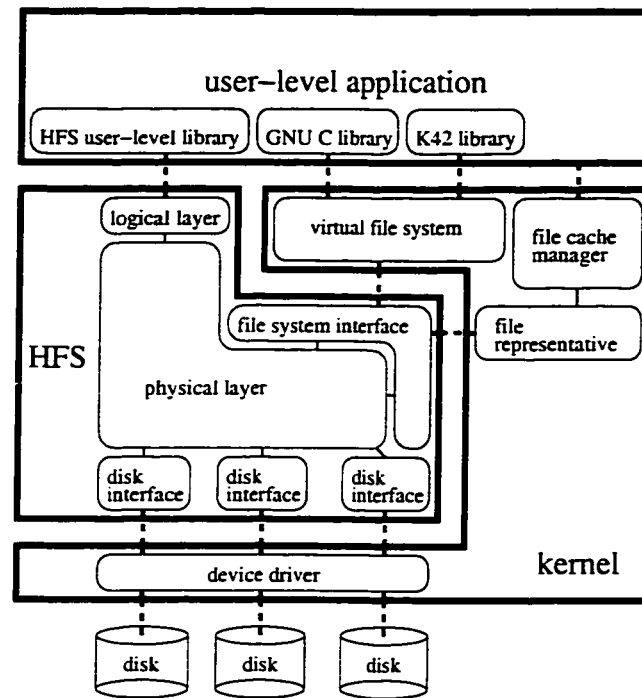 user-level application
HFS user-level library
GNU C library
K42 library
logical layer
virtual file system
file cache
manager
file system interface
file
representative
HFS
physical layer
disk
interface
disk
interface
disk
interface
kernel
device driver
disk
disk
disk